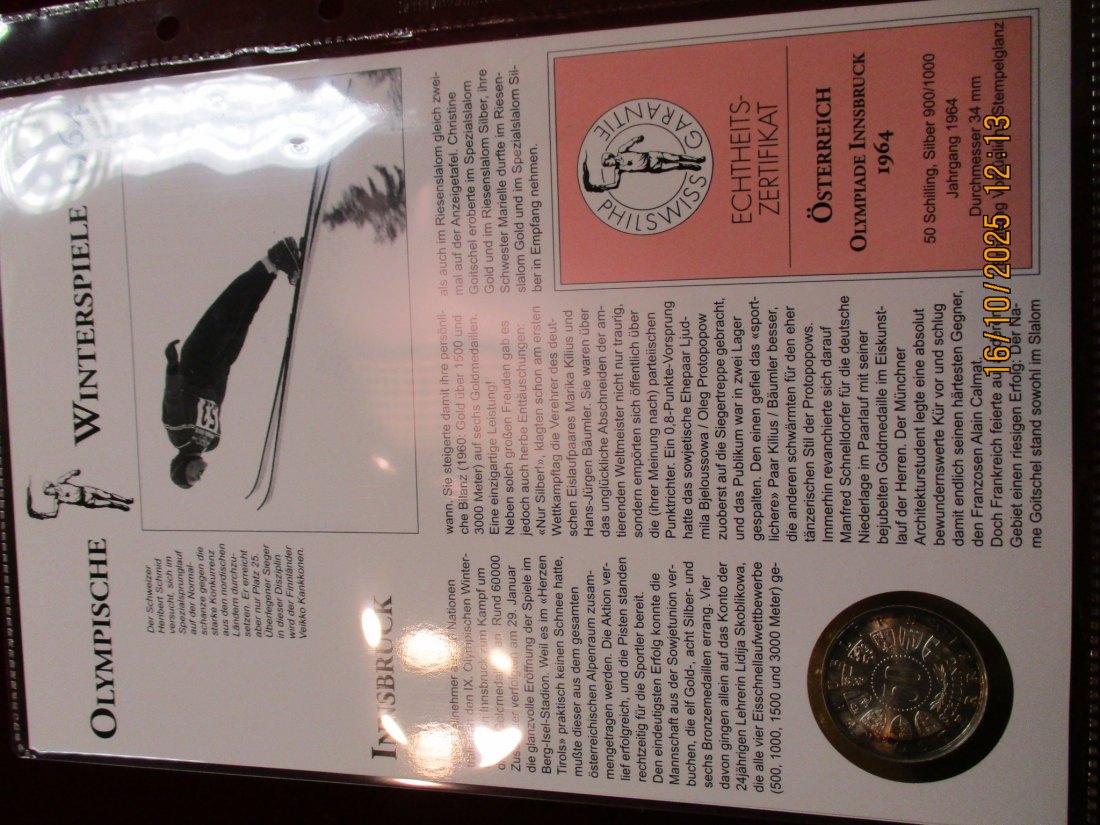 OLYMPISCHE WINTERSPIELE
Der Schweizer
Heribert Schmid
versucht sich im
Spezialsprunglauf
auf der Normal-
schanze gegen die
starke Konkurrenz
aus den nordischen
Ländern durchzu-
setzen. Er erreicht
aber nur Platz 25.
Überlegener Sieger
in dieser Disziplin
wird der Finnländer
Veikko Kankkonen.
INNSBRUCK
Nationen
den IX. Olympischen Winter-
Innsbruck zum Kampf um
Rund 60000
am 29. Januar
die glanzvolle Eröffnung der Spiele im
Berg-Isel-Stadion. Weil es im «Herzen
Tirols» praktisch keinen Schnee hatte,
mußte dieser aus dem gesamten
österreichischen Alpenraum zusam-
mengetragen werden. Die Aktion ver-
lief erfolgreich, und die Pisten standen
rechtzeitig für die Sportler bereit.
Den eindeutigsten Erfolg konnte die
Mannschaft aus der Sowjetunion ver-
buchen, die elf Gold-, acht Silber- und
sechs Bronzemedaillen errang. Vier
davon gingen allein auf das Konto der
24jährigen Lehrerin Lidija Skoblikowa,
die alle vier Eisschnellaufwettbewerbe
(500, 1000, 1500 und 3000 Meter) ge-
wann. Sie steigerte damit ihre persönli-
che Bilanz (1960: Gold über 1500 und
3000 Meter) auf sechs Goldmedaillen.
Eine einzigartige Leistung!
Neben solch großen Freuden gab es
jedoch auch herbe Enttäuschungen:
«Nur Silber!», klagten schon am ersten
Wettkampftag die Verehrer des deut-
schen Eislaufpaares Marika Kilius und
Hans-Jürgen Bäumler. Sie waren über
das unglückliche Abschneiden der am-
tierenden Weltmeister nicht nur traurig,
sondern empörten sich öffentlich über
die (ihrer Meinung nach) parteiischen
Punktrichter. Ein 0,8-Punkte-Vorsprung
hatte das sowjetische Ehepaar Ljud-
mila Bjeloussowa / Oleg Protopopow
zuoberst auf die Siegertreppe gebracht,
und das Publikum war in zwei Lager
gespalten. Den einen gefiel das «sport-
lichere» Paar Kilius / Bäumler besser,
die anderen schwärmten für den eher
tänzerischen Stil der Protopopows.
Immerhin revanchierte sich darauf
Manfred Schnelldorfer für die deutsche
Niederlage im Paarlauf mit seiner
bejubelten Goldmedaille im Eiskunst-
lauf der Herren. Der Münchner
Architekturstudent legte eine absolut
bewundernswerte Kür vor und schlug
damit endlich seinen härtesten Gegner,
den Franzosen Alain Calmat.
Doch Frankreich feierte auf
Gebiet einen riesigen Erfolg: Der Na-
me Goitschel stand sowohl im Slalom
als auch im Riesenslalom gleich zwei-
mal auf der Anzeigetafel. Christine
Goitschel eroberte im Spezialslalom
Gold und im Riesenslalom Silber, ihre
Schwester Marielle durfte im Riesen-
slalom Gold und im Spezialslalom Sil-
ber in Empfang nehmen.
PHILSWISS GARANTIE
ECHTHEITS-
ZERTIFIKAT
ÖSTERREICH
OLYMPIADE INNSBRUCK
1964
50 Schilling, Silber 900/1000
Jahrgang 1964
Durchmesser 34 mm
Stempelglanz
16/10/2025 12:13